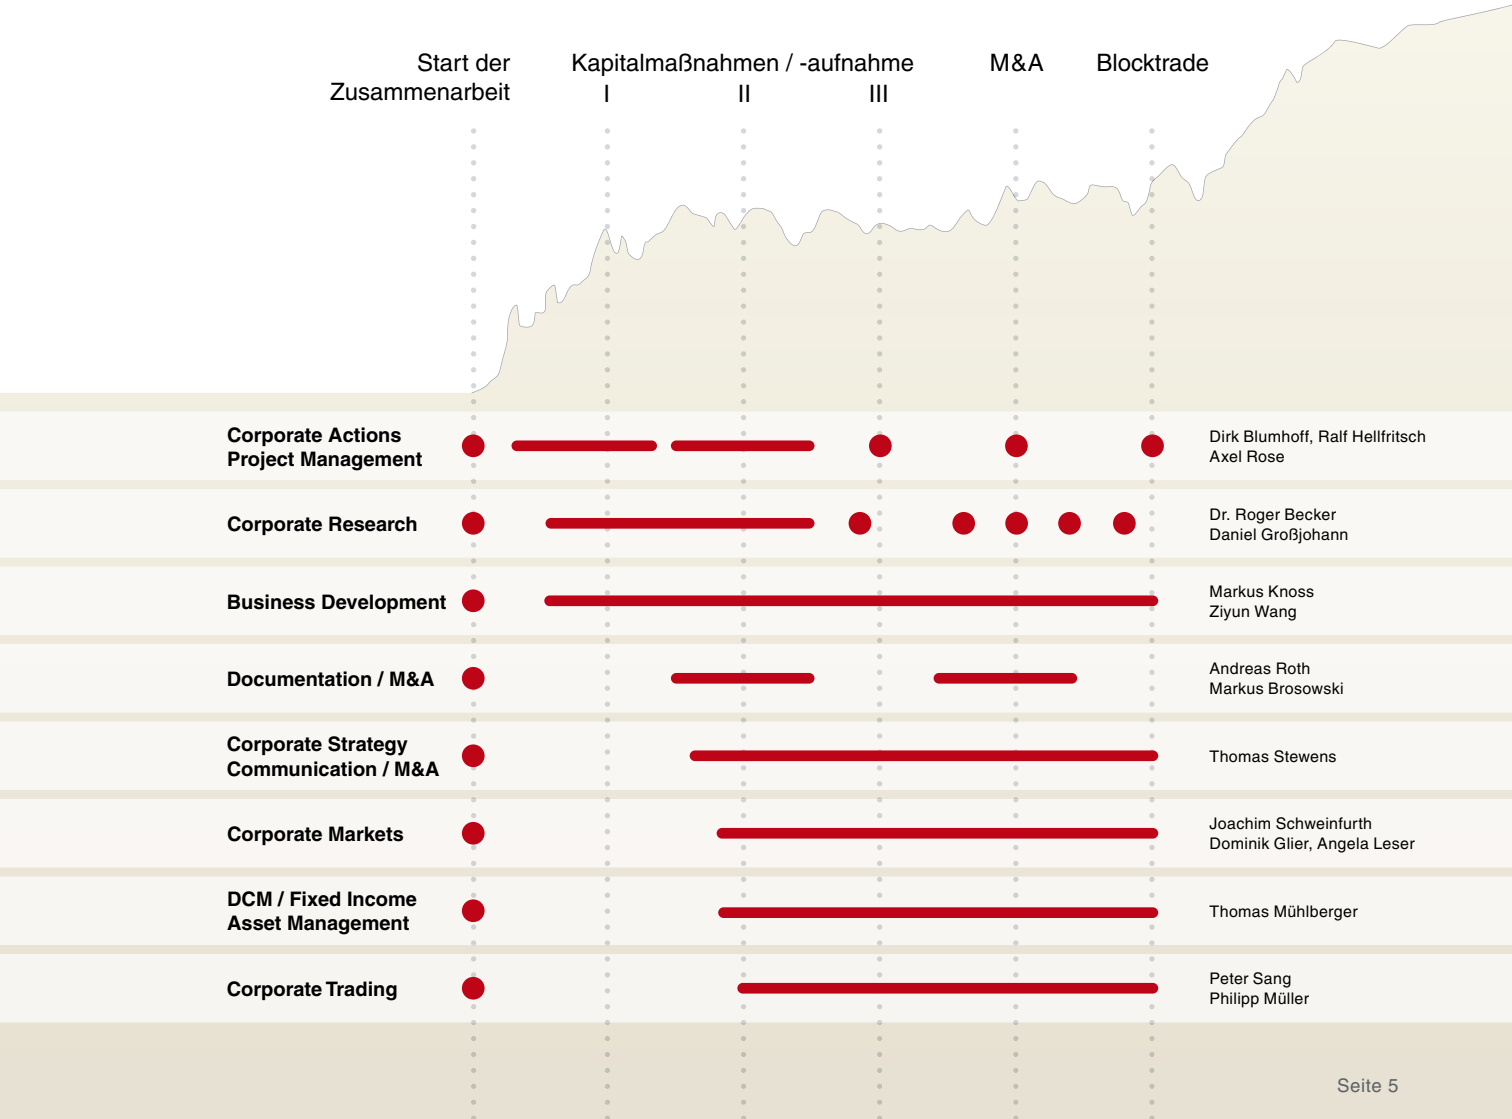 Start der
Zusammenarbeit
Kapitalmaßnahmen / -aufnahme
I II III
M&A
Blocktrade
Corporate Actions
Project Management
Dirk Blumhoff, Ralf Hellfritsch
Axel Rose
Corporate Research
Dr. Roger Becker
Daniel Großjohann
Business Development
Markus Knoss
Ziyun Wang
Documentation / M&A
Andreas Roth
Markus Brosowski
Corporate Strategy
Communication / M&A
Thomas Stewens
Corporate Markets
Joachim Schweinfurth
Dominik Glier, Angela Leser
DCM / Fixed Income
Asset Management
Thomas Mühlberger
Corporate Trading
Peter Sang
Philipp Müller
Seite 5